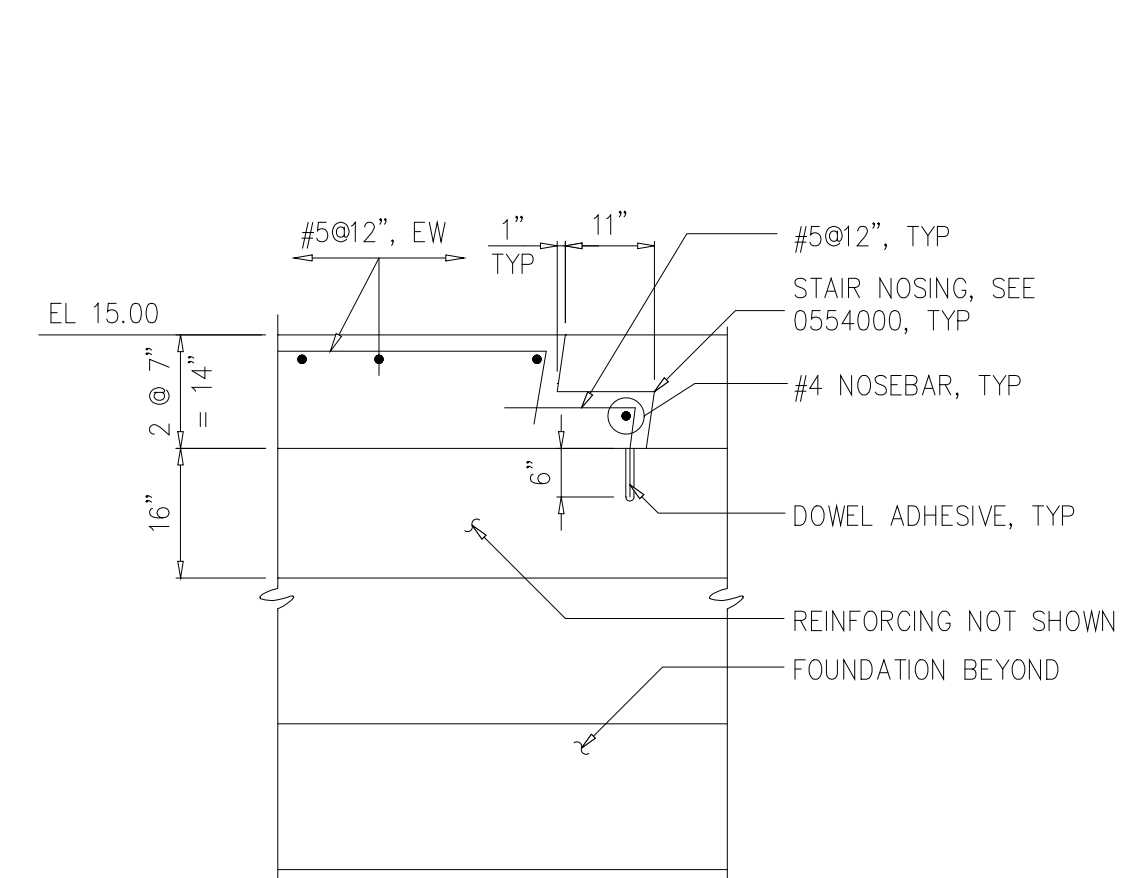 #5@12", EW
1"
TYP
11"
#5@12", TYP
STAIR NOSING, SEE
0554000, TYP
EL 15.00
2 @ 7"
= 14"
#4 NOSEBAR, TYP
6"
16"
DOWEL ADHESIVE, TYP
REINFORCING NOT SHOWN
FOUNDATION BEYOND